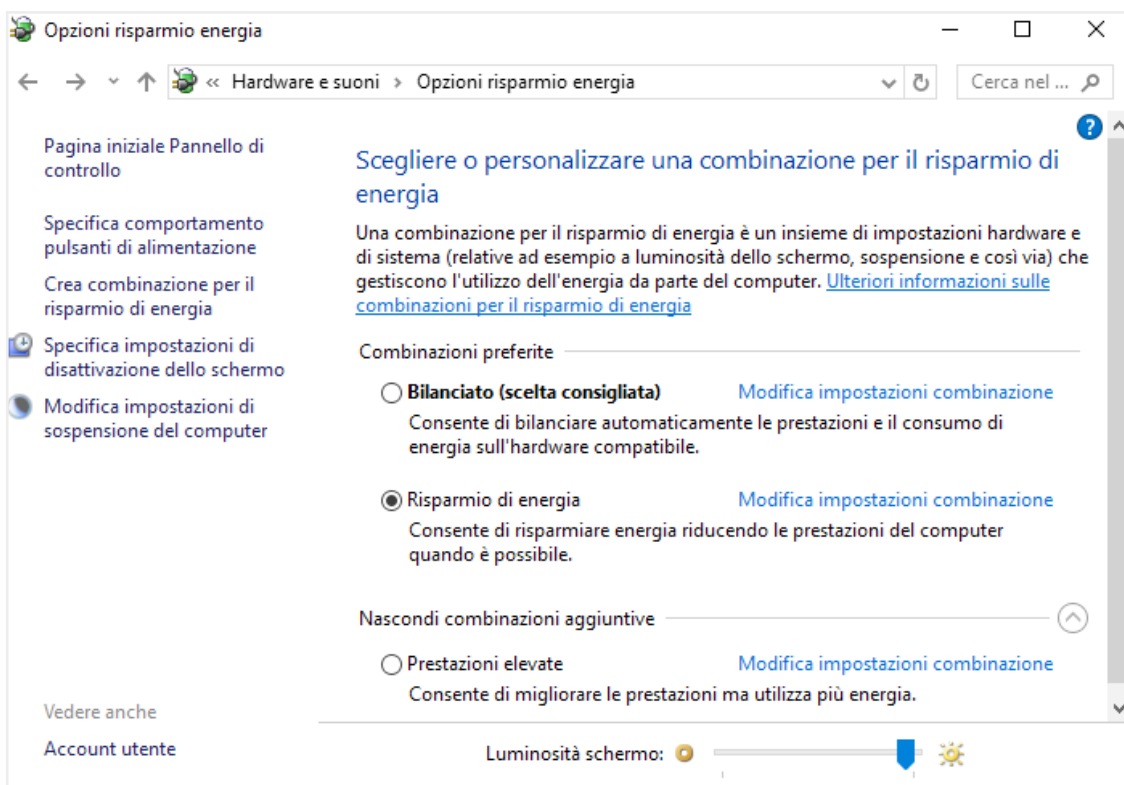 Opzioni risparmio energia
« Hardware e suoni > Opzioni risparmio energia
Cerca nel ...
Pagina iniziale Pannello di
controllo
Specifica comportamento
pulsanti di alimentazione
Crea combinazione per il
risparmio di energia
Specifica impostazioni di
disattivazione dello schermo
Modifica impostazioni di
sospensione del computer
Vedere anche
Account utente
?
Scegliere o personalizzare una combinazione per il risparmio di
energia
Una combinazione per il risparmio di energia è un insieme di impostazioni hardware e
di sistema (relative ad esempio a luminosità dello schermo, sospensione e così via) che
gestiscono l'utilizzo dell'energia da parte del computer. Ulteriori informazioni sulle
combinazioni per il risparmio di energia
Combinazioni preferite
Bilanciato (scelta consigliata) Modifica impostazioni combinazione
Consente di bilanciare automaticamente le prestazioni e il consumo di
energia sull'hardware compatibile.
Risparmio di energia Modifica impostazioni combinazione
Consente di risparmiare energia riducendo le prestazioni del computer
quando è possibile.
Nascondi combinazioni aggiuntive
Prestazioni elevate Modifica impostazioni combinazione
Consente di migliorare le prestazioni ma utilizza più energia.
Luminosità schermo: